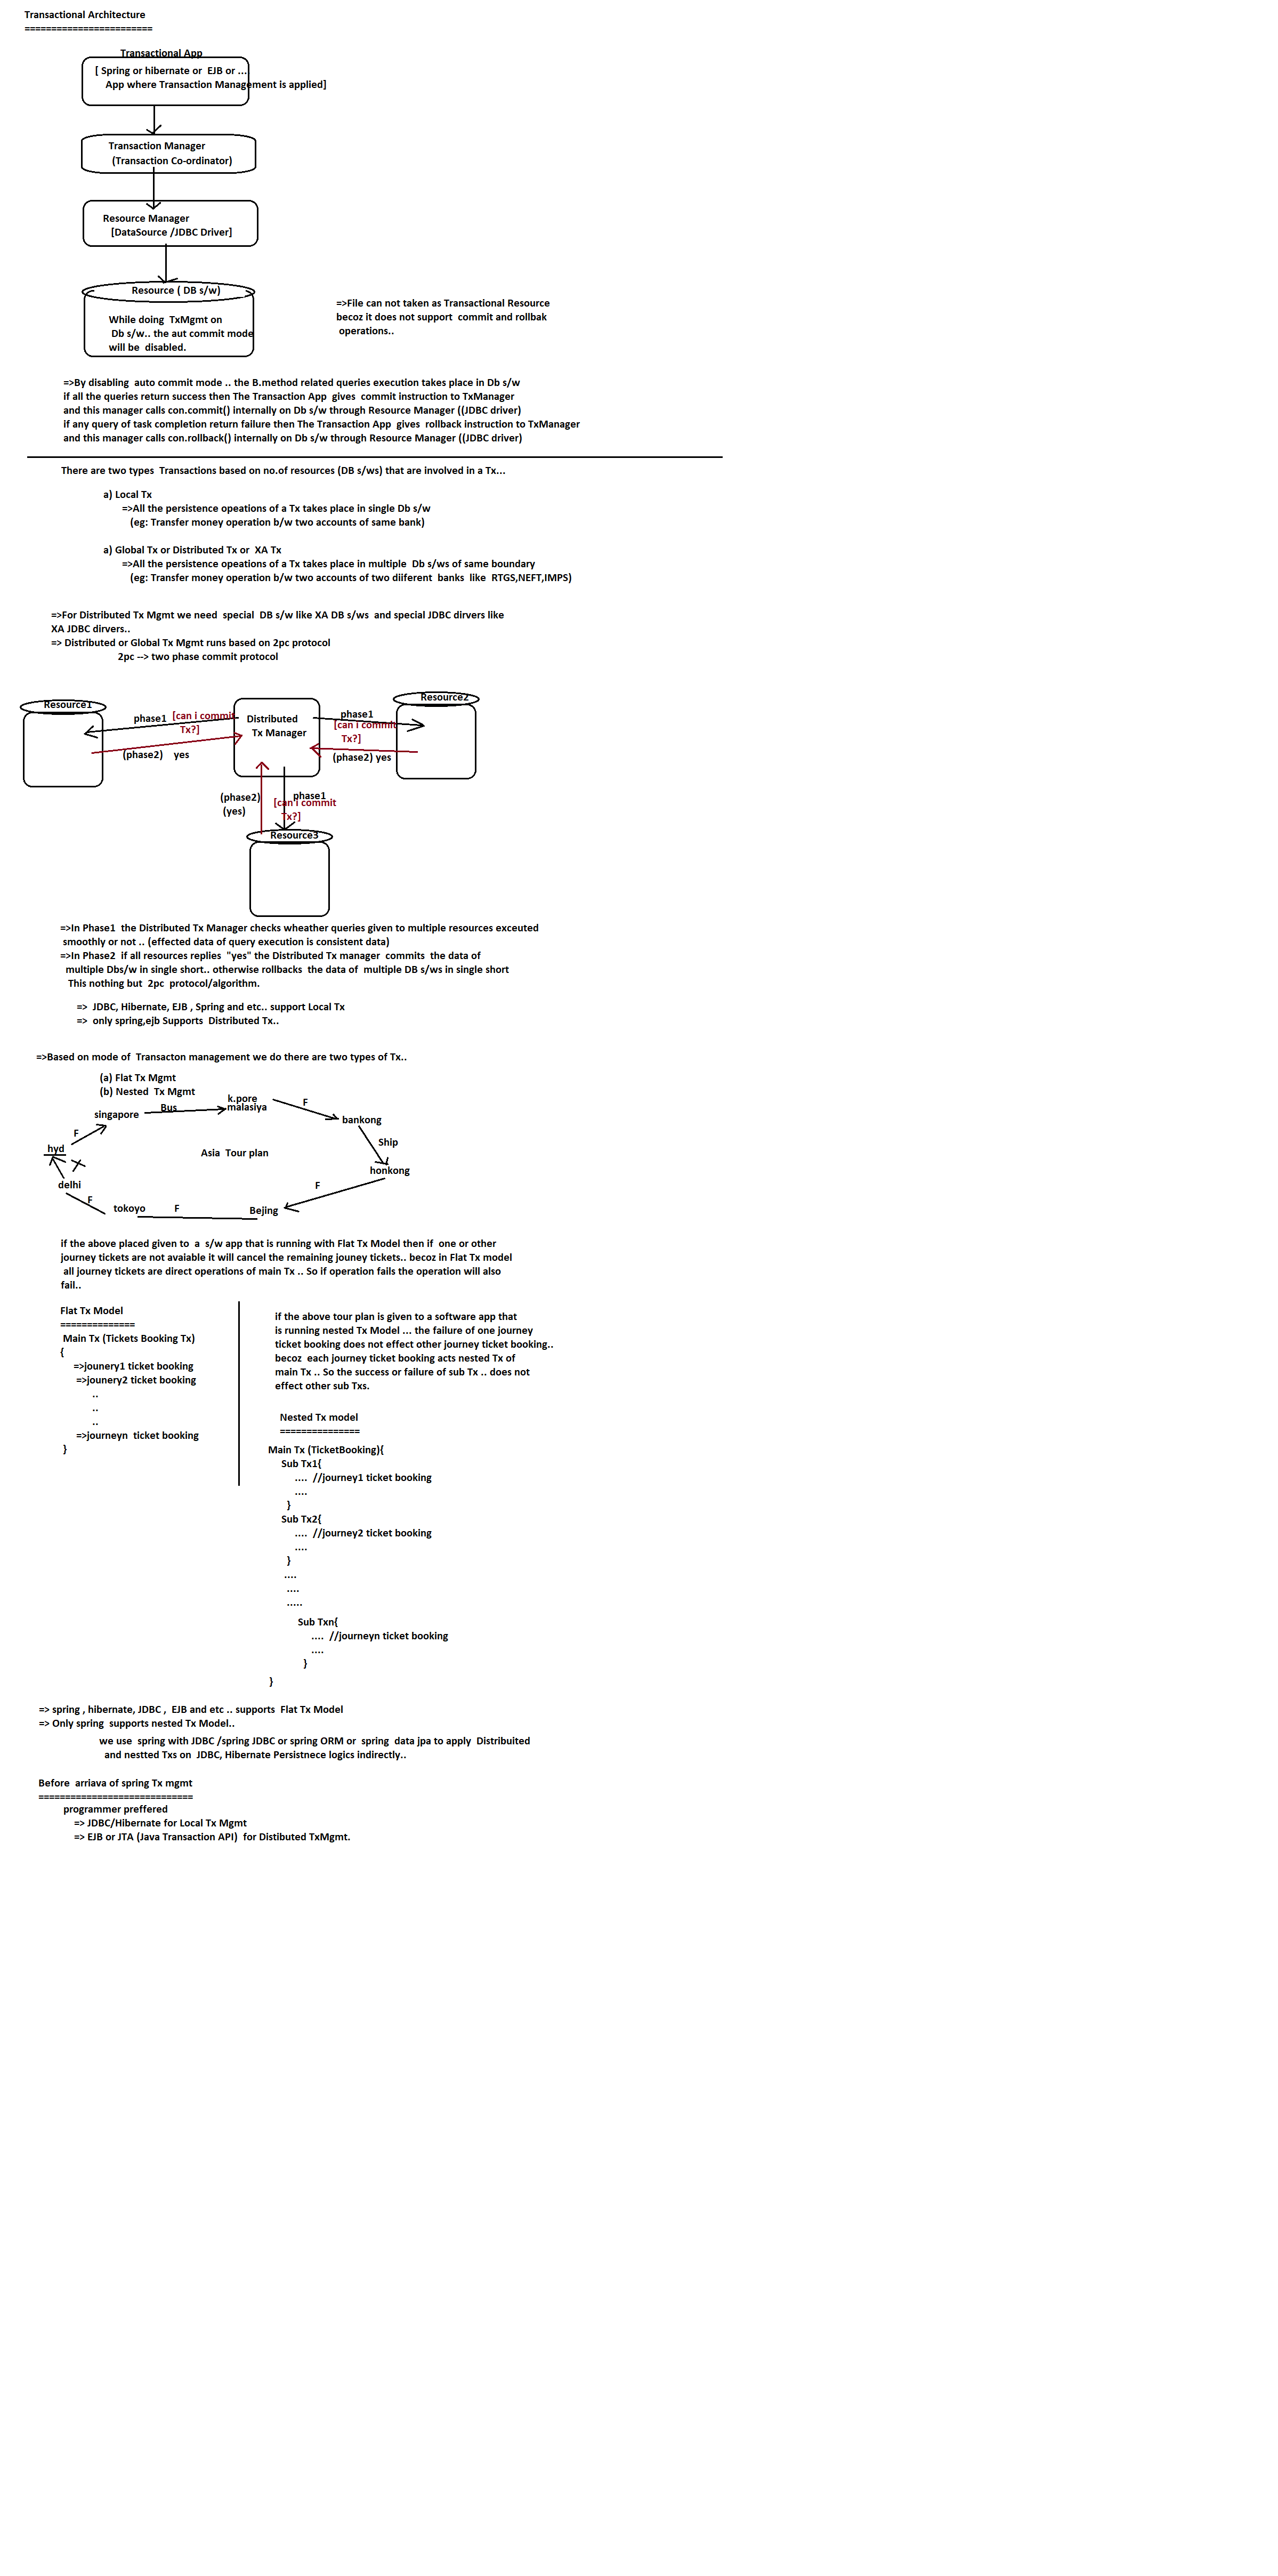 Transactional Architecture
========================
Transactional App
[ Spring or hibernate or  EJB or ...
App where Transaction Management is applied]
Transaction Manager
(Transaction Co-ordinator)
Resource Manager
[DataSource /JDBC Driver]
Resource ( DB s/w)
While doing  TxMgmt on
Db s/w.. the aut commit mode
will be  disabled.
=>File can not taken as Transactional Resource
becoz it does not support  commit and rollbak
operations..
=>By disabling  auto commit mode .. the B.method related queries execution takes place in Db s/w
if all the queries return success then The Transaction App  gives  commit instruction to TxManager
and this manager calls con.commit() internally on Db s/w through Resource Manager ((JDBC driver)
if any query of task completion return failure then The Transaction App  gives  rollback instruction to TxManager
and this manager calls con.rollback() internally on Db s/w through Resource Manager ((JDBC driver)
There are two types  Transactions based on no.of resources (DB s/ws) that are involved in a Tx...
a) Local Tx
=>All the persistence opeations of a Tx takes place in single Db s/w
(eg: Transfer money operation b/w two accounts of same bank)
a) Global Tx or Distributed Tx or  XA Tx
=>All the persistence opeations of a Tx takes place in multiple  Db s/ws of same boundary
(eg: Transfer money operation b/w two accounts of two diiferent  banks  like  RTGS,NEFT,IMPS)
=>For Distributed Tx Mgmt we need  special  DB s/w like XA DB s/ws  and special JDBC dirvers like
XA JDBC dirvers..
=> Distributed or Global Tx Mgmt runs based on 2pc protocol
2pc --> two phase commit protocol
Resource1
phase1
[can i commit
Tx?]
(phase2)    yes
Distributed
Tx Manager
phase1
[can i commit
Tx?]
(phase2) yes
Resource2
(phase2)
(yes)
phase1
[can i commit
Tx?]
Resource3
=>In Phase1  the Distributed Tx Manager checks wheather queries given to multiple resources exceuted
smoothly or not .. (effected data of query execution is consistent data)
=>In Phase2  if all resources replies  "yes" the Distributed Tx manager  commits  the data of
multiple Dbs/w in single short.. otherwise rollbacks  the data of  multiple DB s/ws in single short
This nothing but  2pc  protocol/algorithm.
=>  JDBC, Hibernate, EJB , Spring and etc.. support Local Tx
=>  only spring,ejb Supports  Distributed Tx..
=>Based on mode of  Transacton management we do there are two types of Tx..
(a) Flat Tx Mgmt
(b) Nested  Tx Mgmt
singapore
Bus
k.pore
malasiya
F
bankong
F
hyd
Asia  Tour plan
Ship
honkong
delhi
F
F
tokoyo
F
Bejing
if the above placed given to  a  s/w app that is running with Flat Tx Model then if  one or other
journey tickets are not avaiable it will cancel the remaining jouney tickets.. becoz in Flat Tx model
all journey tickets are direct operations of main Tx .. So if operation fails the operation will also
fail..
Flat Tx Model
==============
Main Tx (Tickets Booking Tx)
{
=>jounery1 ticket booking
=>jounery2 ticket booking
..
..
..
=>journeyn  ticket booking
}
if the above tour plan is given to a software app that
is running nested Tx Model ... the failure of one journey
ticket booking does not effect other journey ticket booking..
becoz  each journey ticket booking acts nested Tx of
main Tx .. So the success or failure of sub Tx .. does not
effect other sub Txs.
Nested Tx model
===============
Main Tx (TicketBooking){
Sub Tx1{
....  //journey1 ticket booking
....
}
Sub Tx2{
....  //journey2 ticket booking
....
}
....
....
.....
Sub Txn{
....  //journeyn ticket booking
....
}
}
=> spring , hibernate, JDBC ,  EJB and etc .. supports  Flat Tx Model
=> Only spring  supports nested Tx Model..
we use  spring with JDBC /spring JDBC or spring ORM or  spring  data jpa to apply  Distribuited
and nestted Txs on  JDBC, Hibernate Persistnece logics indirectly..
Before  arriava of spring Tx mgmt
=============================
programmer preffered
=> JDBC/Hibernate for Local Tx Mgmt
=> EJB or JTA (Java Transaction API)  for Distibuted TxMgmt.